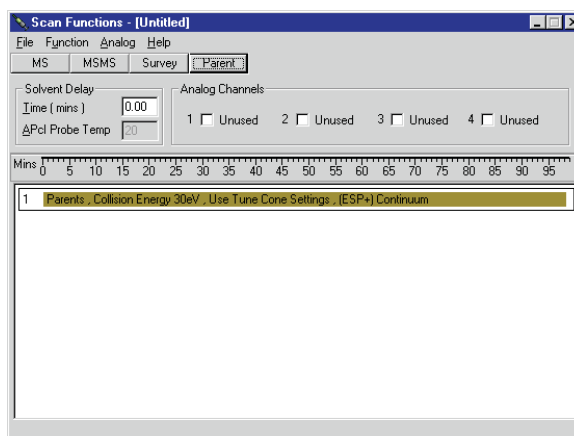 Scan Functions - [Untitled]
File Function Analog Help
MS MSMS Survey Parent
Solvent Delay Analog Channels
Time ( mins ) 0.00 1 Unused 2 Unused 3 Unused 4 Unused
APcI Probe Temp 20
Mins 0 5 10 15 20 25 30 35 40 45 50 55 60 65 70 75 80 85 90 95
1 Parents , Collision Energy 30eV , Use Tune Cone Settings , (ESP+) Continuum